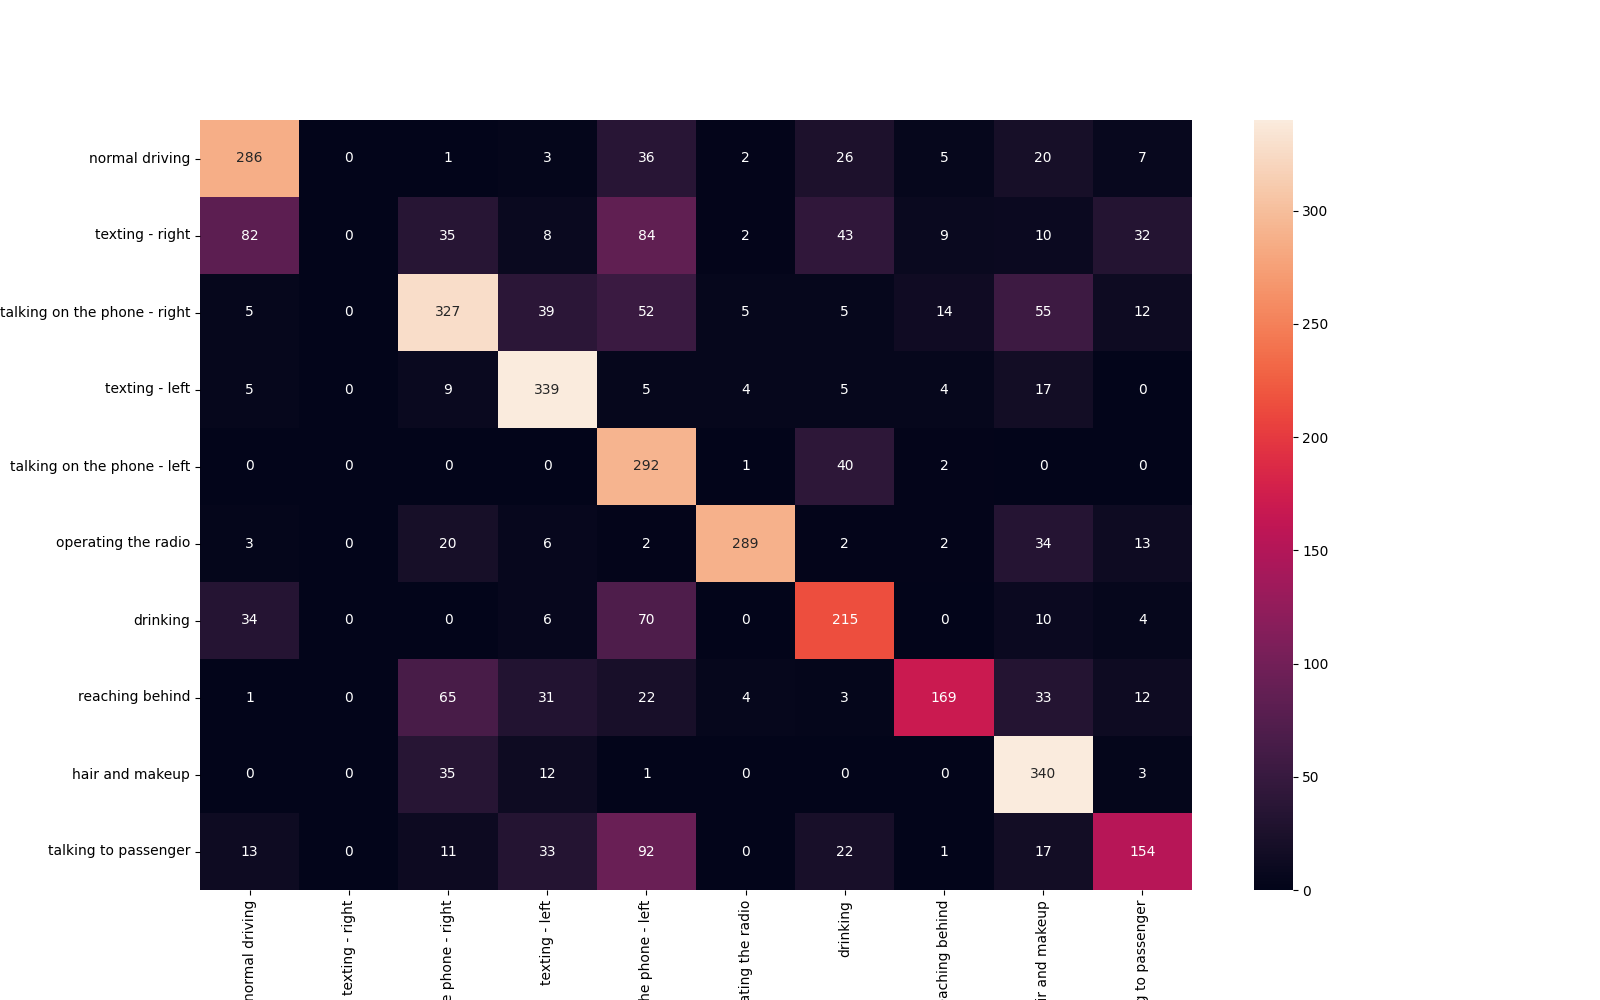 normal driving 286 0 1 3 36 2 26 5 20 7
texting - right 82 0 35 8 84 2 43 9 10 32
talking on the phone - right 5 0 327 39 52 5 5 14 55 12
texting - left 5 0 9 339 5 4 5 4 17 0
talking on the phone - left 0 0 0 0 292 1 40 2 0 0
operating the radio 3 0 20 6 2 289 2 2 34 13
drinking 34 0 0 6 70 0 215 0 10 4
reaching behind 1 0 65 31 22 4 3 169 33 12
hair and makeup 0 0 35 12 1 0 0 0 340 3
talking to passenger 13 0 11 33 92 0 22 1 17 154
normal driving
texting - right
e phone - right
texting - left
he phone - left
ating the radio
drinking
aching behind
ir and makeup
g to passenger
300
250
200
150
100
50
0